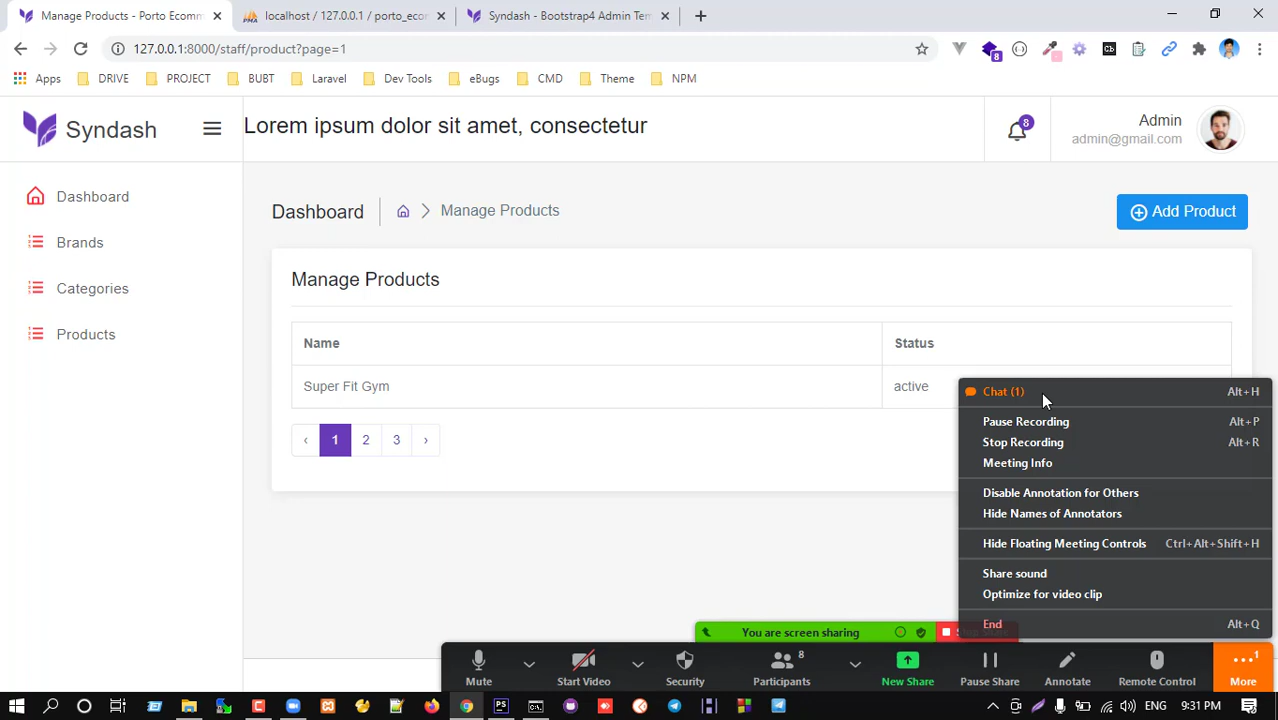 Manage Products - Porto Ecomm
localhost / 127.0.0.1 / porto_econ
Syndash - Bootstrap4 Admin Tem
127.0.0.1:8000/staff/product?page=1
8
Cb
Apps
DRIVE
PROJECT
BUBT
Laravel
Dev Tools
eBugs
CMD
Theme
NPM
Syndash
Lorem ipsum dolor sit amet, consectetur
8
Admin
admin@gmail.com
Dashboard
Brands
Categories
Products
Dashboard
Manage Products
Add Product
Manage Products
Name
Status
Super Fit Gym
active
‹
1
2
3
›
Chat (1)
Alt+H
Pause Recording
Alt+P
Stop Recording
Alt+R
Meeting Info
Disable Annotation for Others
Hide Names of Annotators
Hide Floating Meeting Controls
Ctrl+Alt+Shift+H
Share sound
Optimize for video clip
End
Alt+Q
You are screen sharing
Mute
Start Video
Security
8
Participants
New Share
Pause Share
Annotate
Remote Control
1
More
PS
ENG
9:31 PM